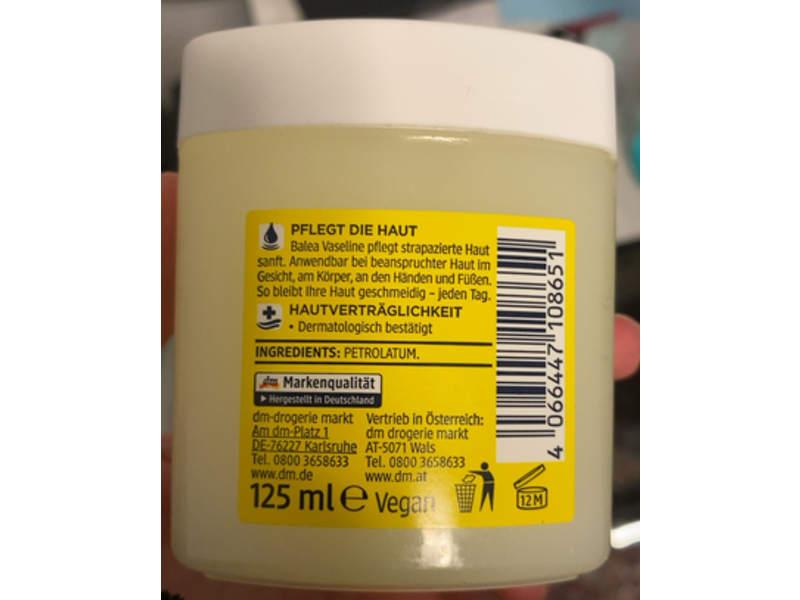 PFLEGT DIE HAUT
Balea Vaseline pflegt strapazierte Haut
sanft. Anwendbar bei beanspruchter Haut im
Gesicht, am Körper, an den Händen und Füßen.
So bleibt Ihre Haut geschmeidig – jeden Tag.
HAUTVERTRÄGLICHKEIT
• Dermatologisch bestätigt
INGREDIENTS: PETROLATUM.
dm Markenqualität
▶ Hergestellt in Deutschland
dm-drogerie markt
Am dm-Platz 1
DE-76227 Karlsruhe
Tel. 0800 3658633
www.dm.de
Vertrieb in Österreich:
dm drogerie markt
AT-5071 Wals
Tel. 0800 3658633
www.dm.at
125 ml e Vegan
12 M
4 066447 108651